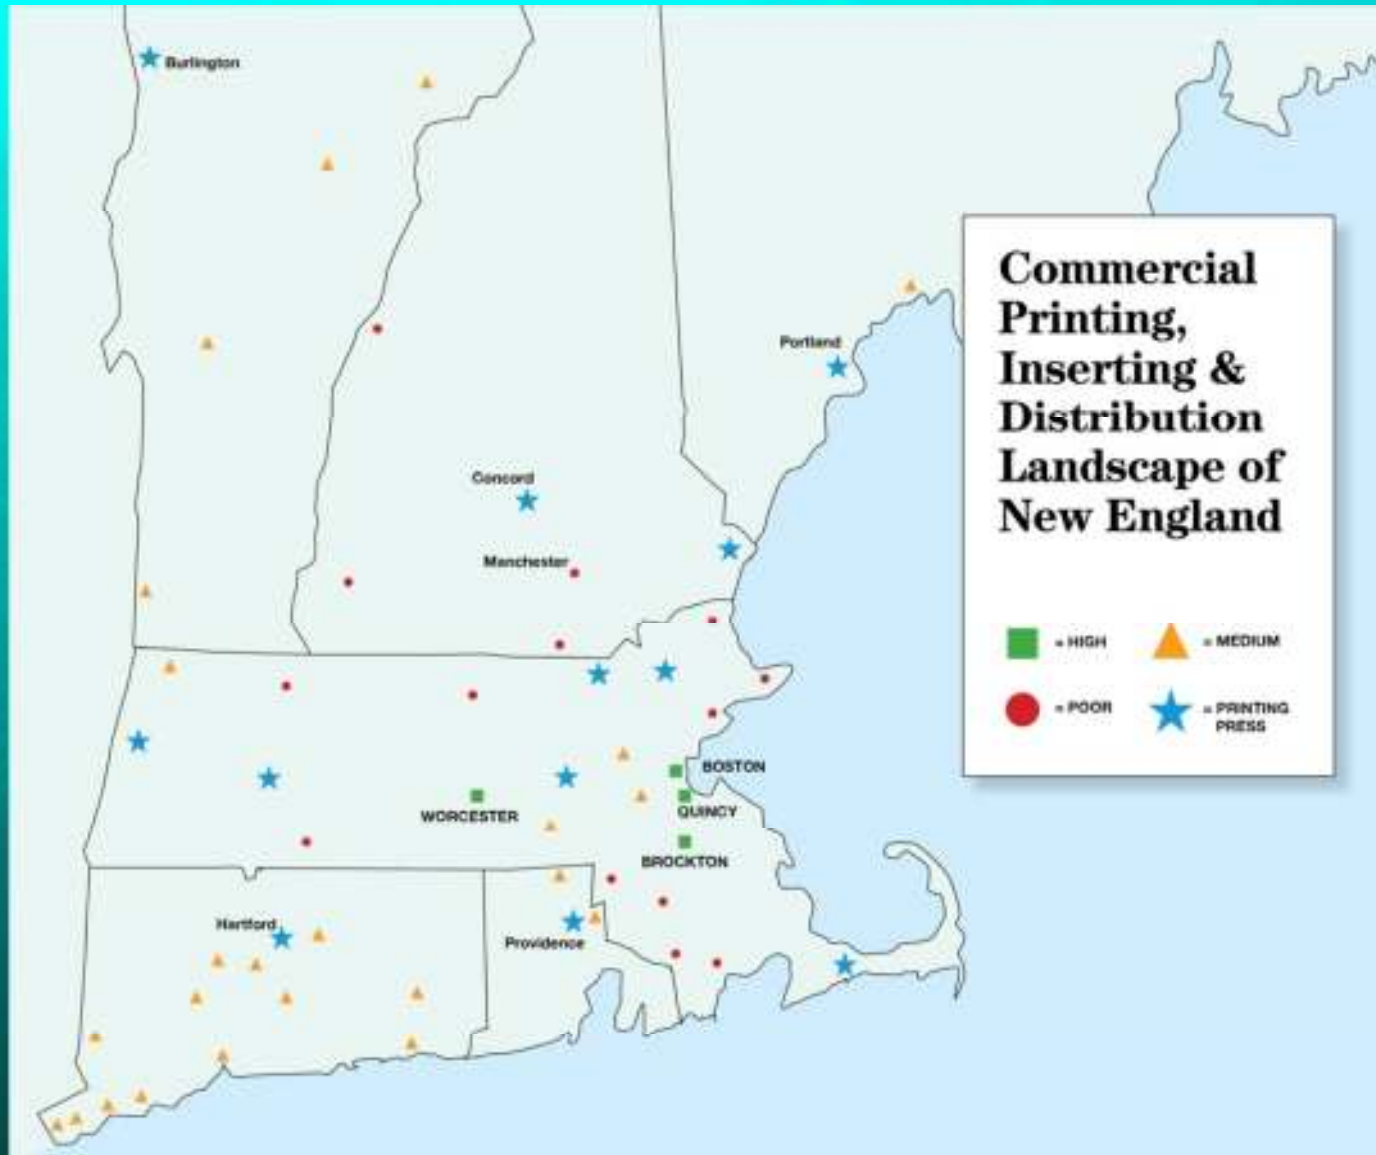 Burlington
Commercial
Printing,
Inserting &
Distribution
Landscape of
New England
Portland
Concord
Manchester
= HIGH
= MEDIUM
= POOR
= PRINTING
PRESS
BOSTON
WORCESTER
QUINCY
BROCKTON
Hartford
Providence